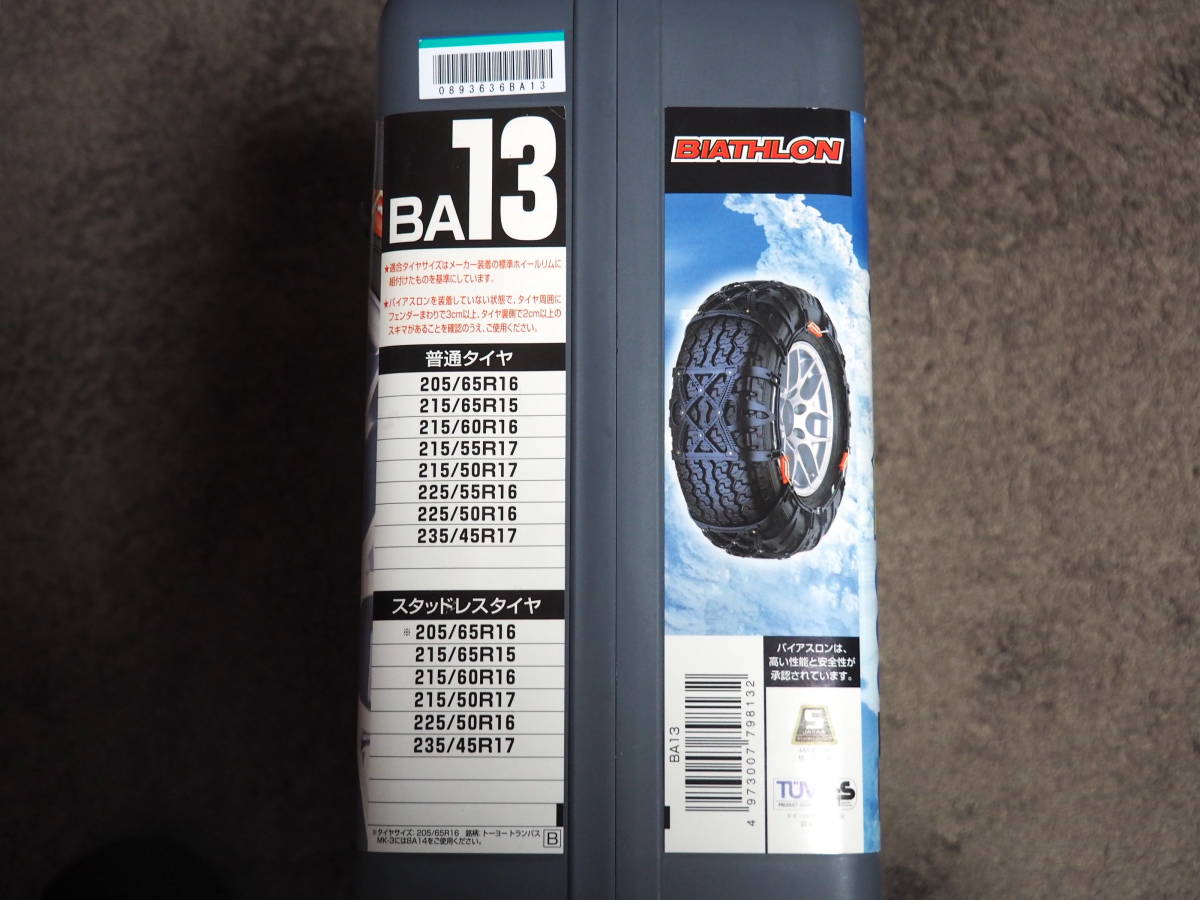 0893636BA13
BA13
★適合タイヤサイズはメーカー装着の標準ホイールリムに
組付けたものを基準にしています。
★バイアスロンを装着していない状態で、タイヤ周囲に
フェンダーまわりで3cm以上、タイヤ裏側で2cm以上の
スキマがあることを確認のうえ、ご使用ください。
普通タイヤ
205/65R16
215/65R15
215/60R16
215/55R17
215/50R17
225/55R16
225/50R16
235/45R17
スタッドレスタイヤ
※ 205/65R16
215/65R15
215/60R16
215/50R17
225/50R16
235/45R17
※タイヤサイズ: 205/65R16 銘柄: トーヨー トランパス
MK-3にはBA14をご使用ください。
B
BIATHLON
BA13
4 973007 798132
バイアスロンは、
高い性能と安全性が
承認されています。
JASAA
TÜV
GS